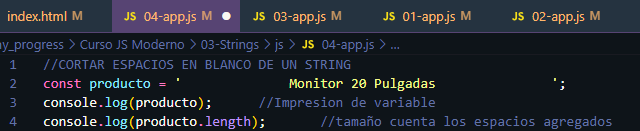 index.html JS 04-app.js JS 03-app.js JS 01-app.js JS 02-app.js
ny_progress > Curso JS Moderno > 03-Strings > js > JS 04-app.js > ...
1 //CORTAR ESPACIOS EN BLANCO DE UN STRING
2 const producto = '               Monitor 20 Pulgadas               ';
3 console.log(producto);      //Impresion de variable
4 console.log(producto.length);       //tamaño cuenta los espacios agregados